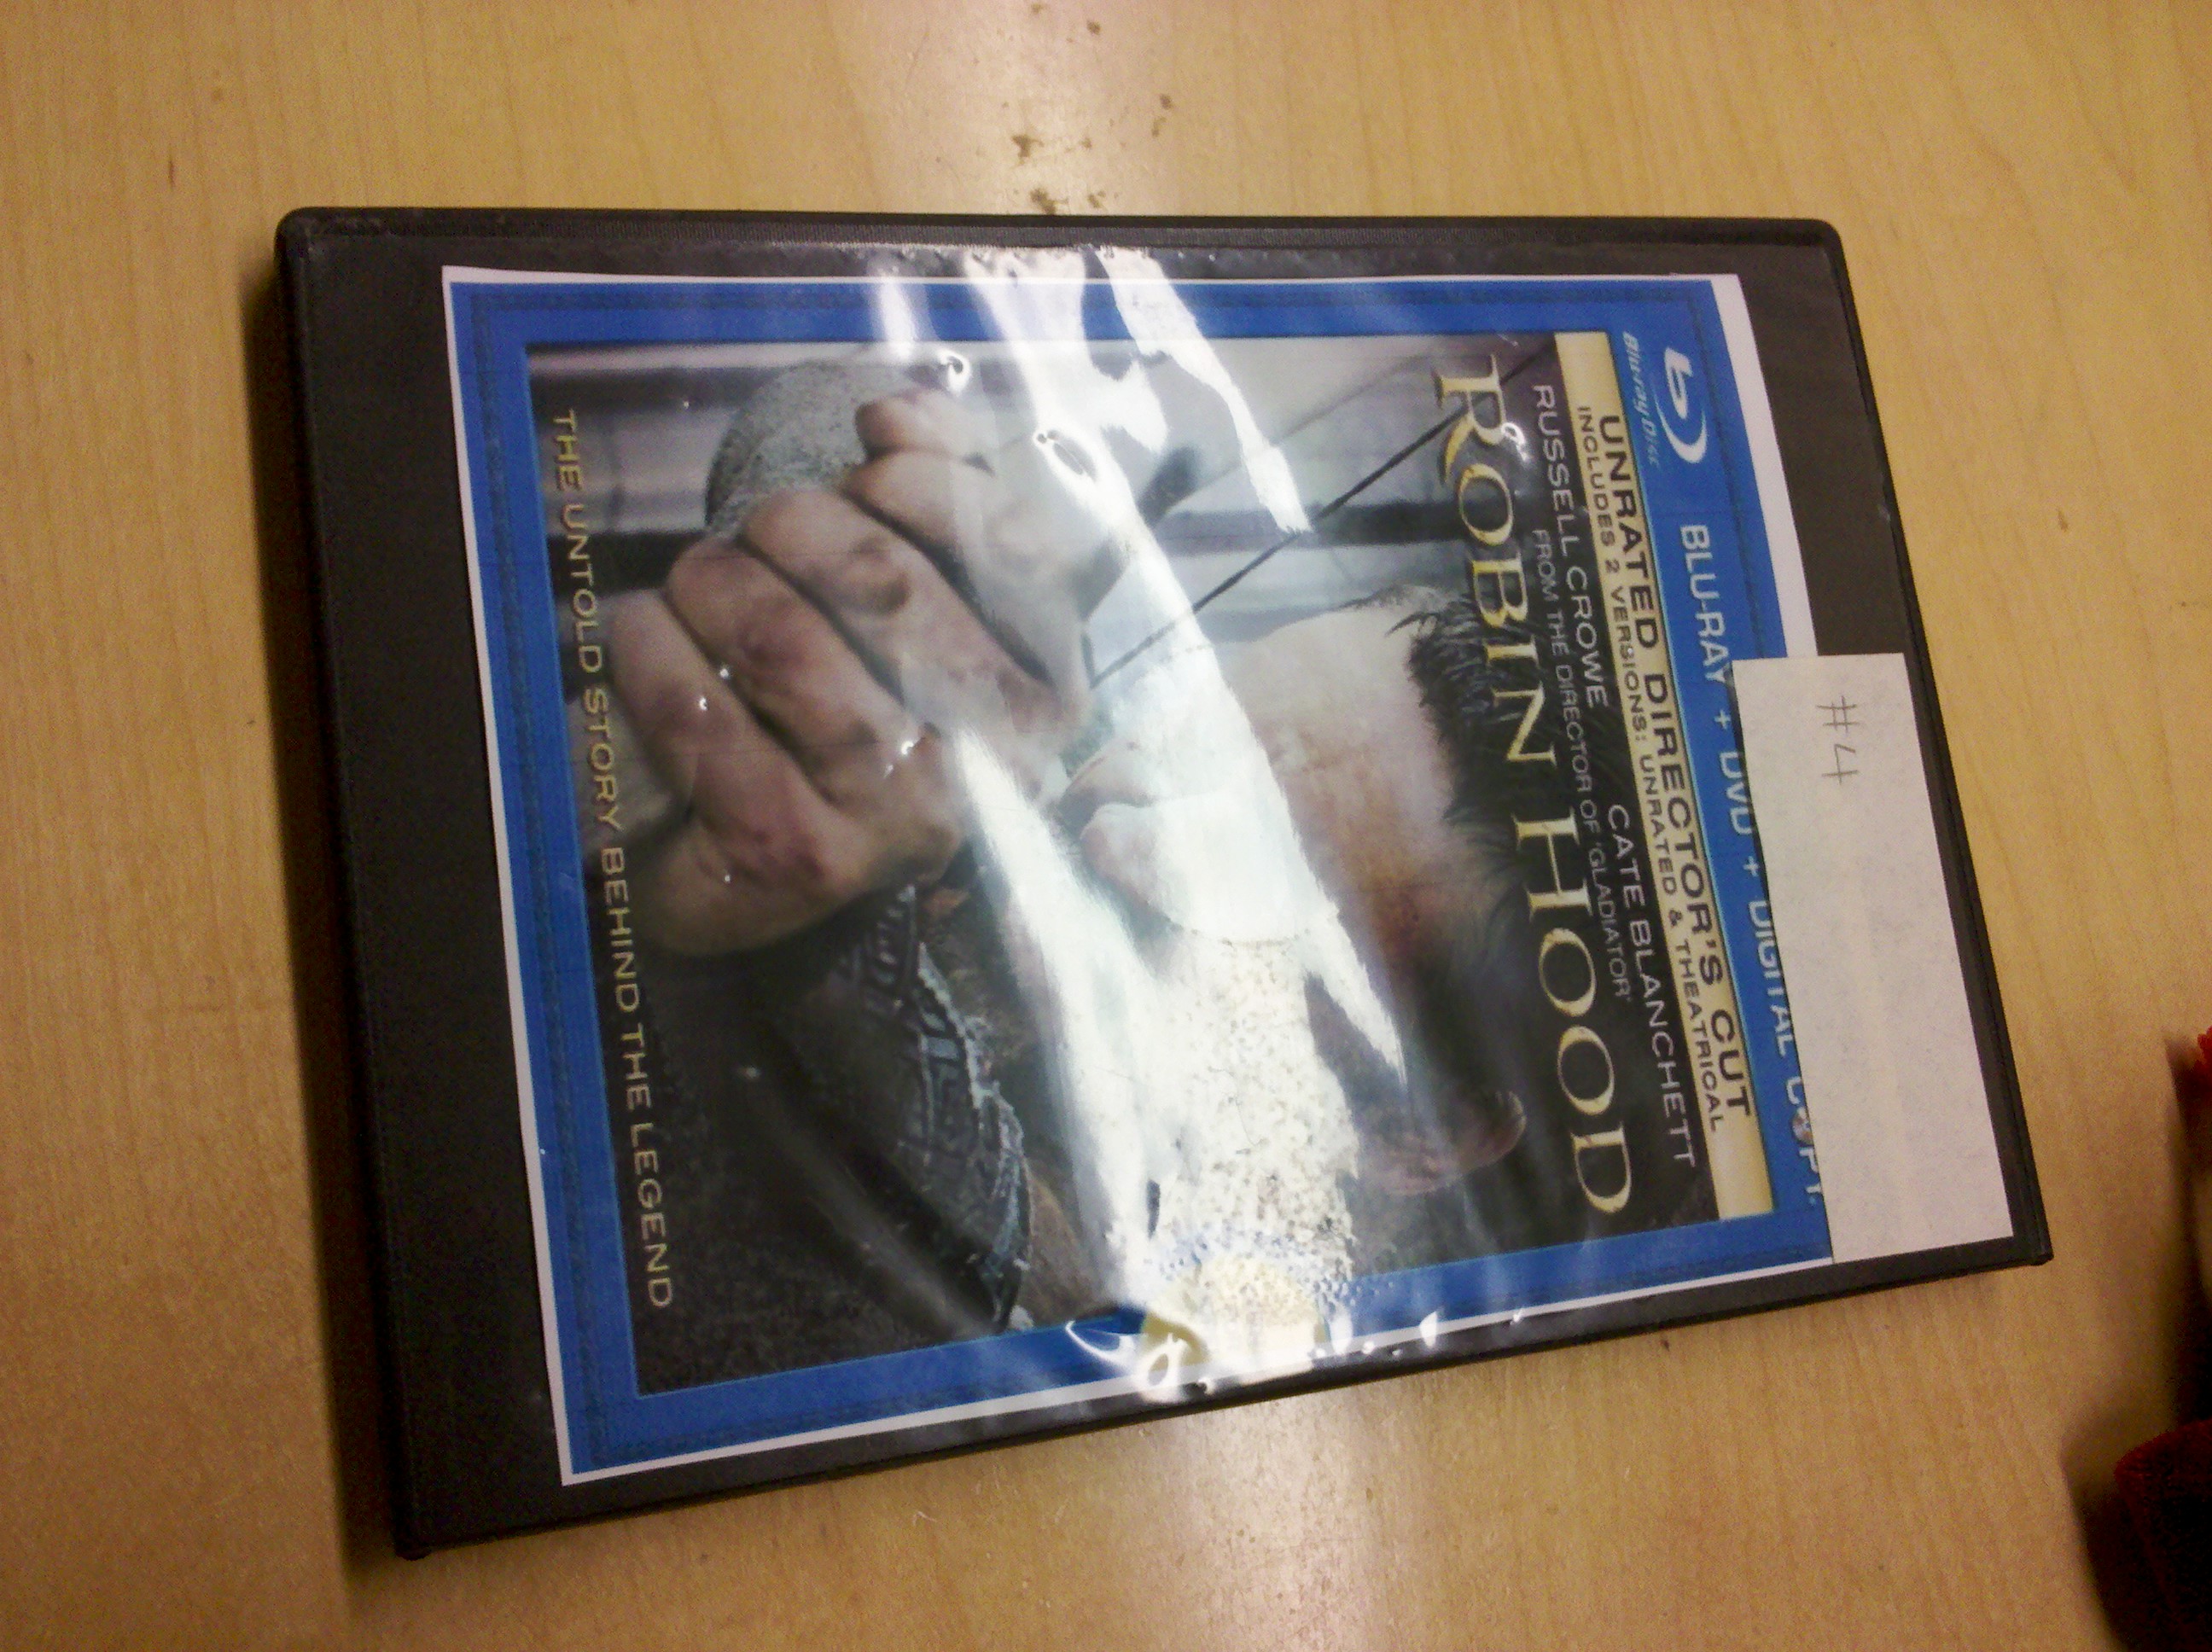 #4
BLU-RAY + DVD + DIGITAL COPY
Blu-ray Disc
UNRATED DIRECTOR'S CUT
INCLUDES 2 VERSIONS: UNRATED & THEATRICAL
RUSSELL CROWE CATE BLANCHETT
FROM THE DIRECTOR OF 'GLADIATOR'
ROBIN HOOD
THE UNTOLD STORY BEHIND THE LEGEND